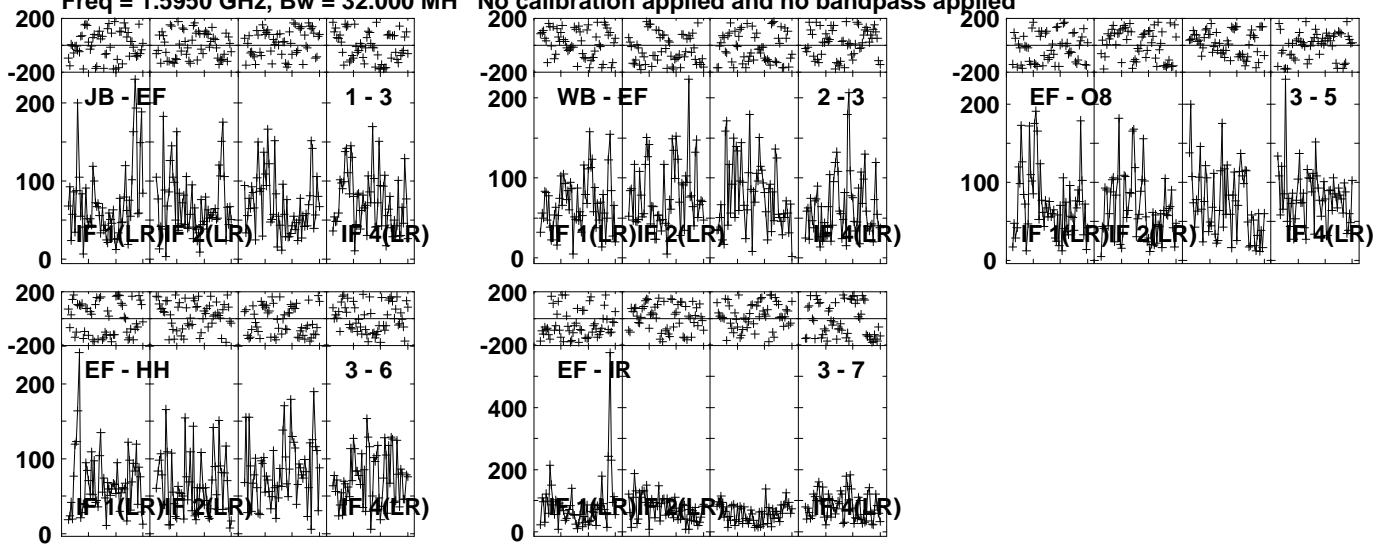 Freq = 1.5950 GHz, Bw = 32.000 MH No calibration applied and no bandpass applied
200
-200
200
100
0
JB - EF 1 - 3
IF 1(LR) IF 2(LR) IF 4(LR)
200
-200
200
100
0
WB - EF 2 - 3
IF 1(LR) IF 2(LR) IF 4(LR)
200
-200
200
100
0
EF - O8 3 - 5
IF 1(LR) IF 2(LR) IF 4(LR)
200
-200
200
100
0
EF - HH 3 - 6
IF 1(LR) IF 2(LR) IF 4(LR)
200
-200
400
200
0
EF - IR 3 - 7
IF 1(LR) IF 2(LR) IF 4(LR)